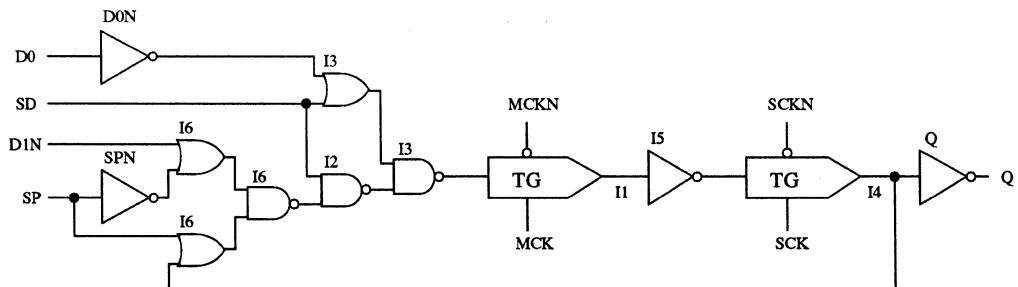 D0N
D0
I3
SD
MCKN
SCKN
D1N
I6
SPN
I6
I2
I3
I5
Q
TG
I1
TG
I4
Q
SP
I6
MCK
SCK